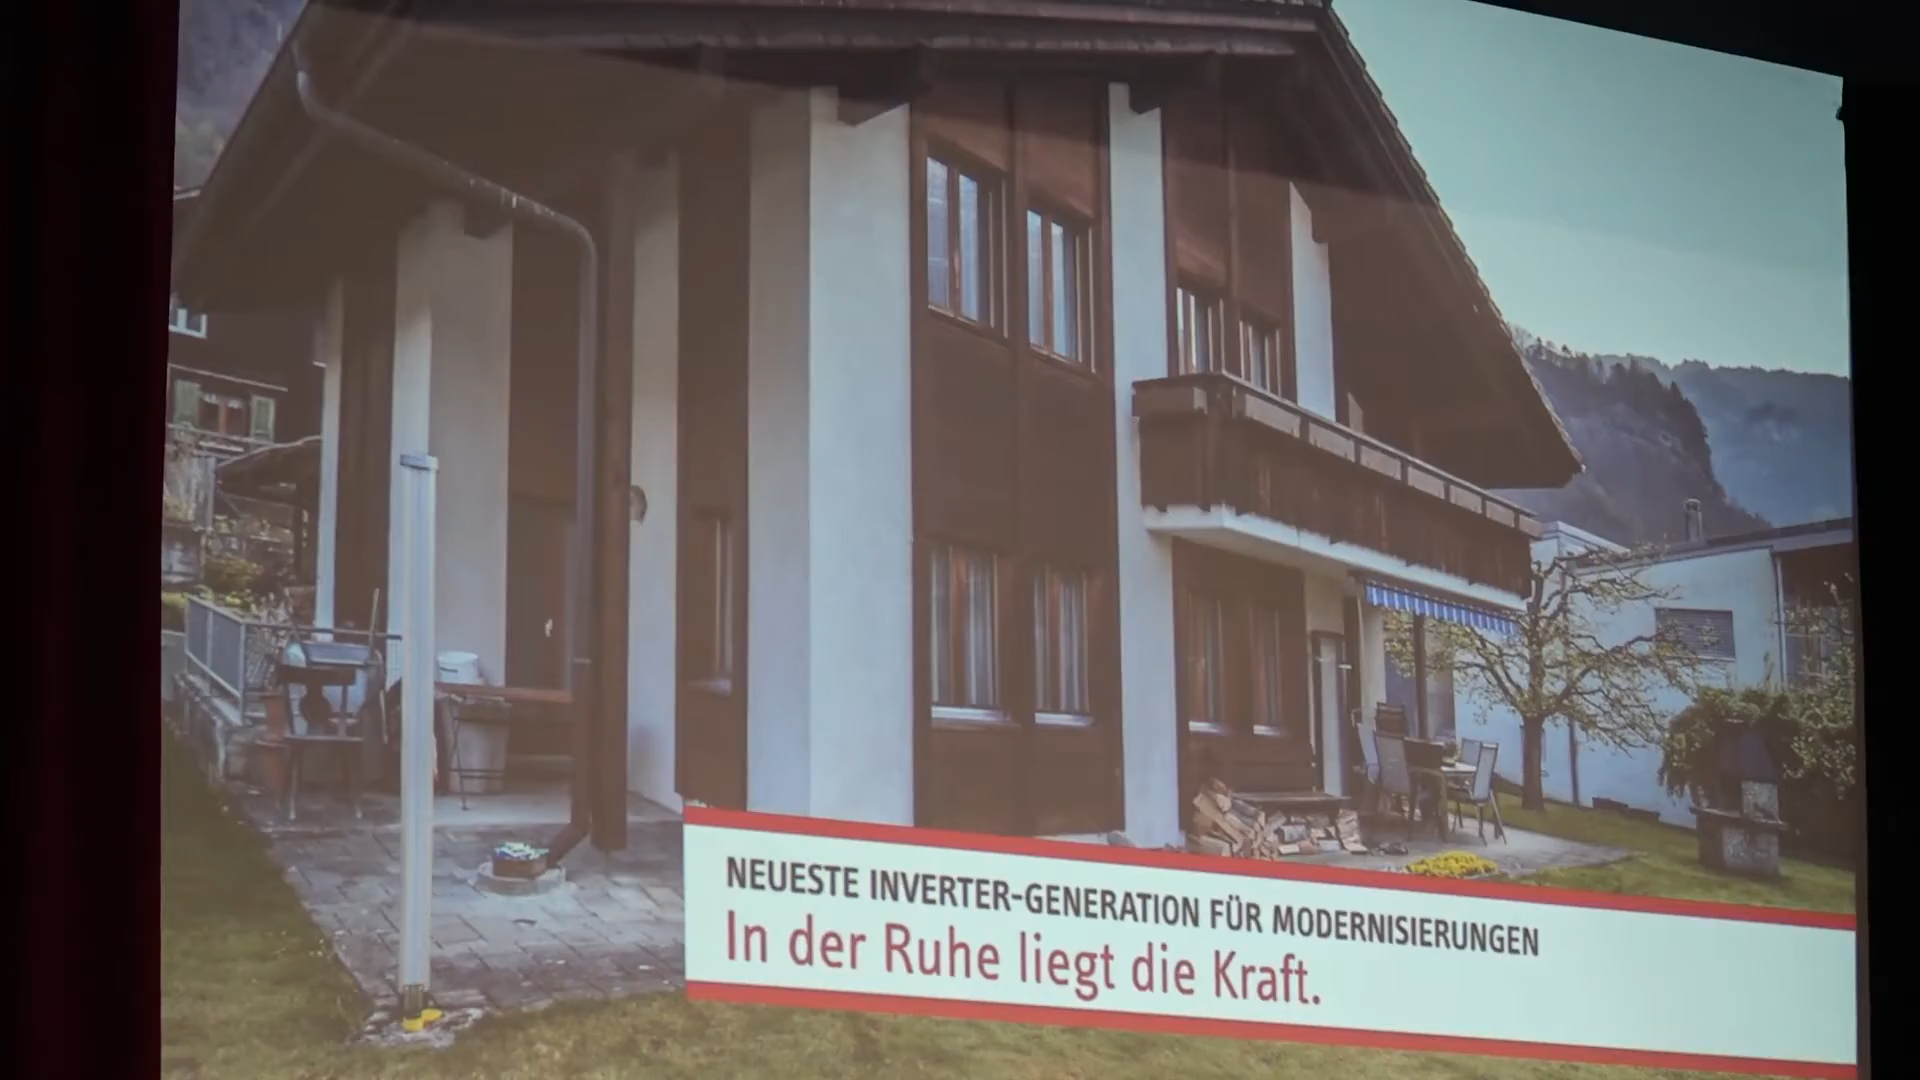 NEUESTE INVERTER-GENERATION FÜR MODERNISIERUNGEN
In der Ruhe liegt die Kraft.